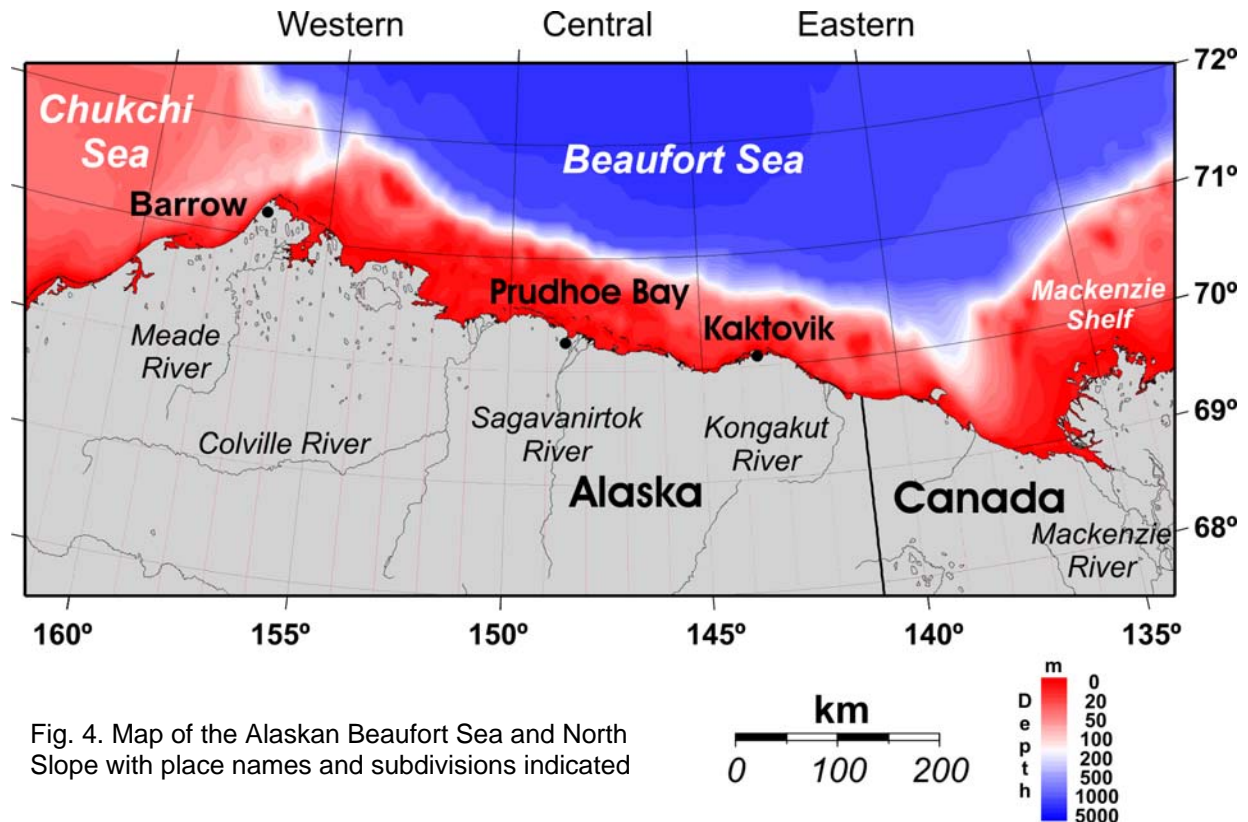 Western Central Eastern
72º
Chukchi
Sea
Beaufort Sea
71º
Barrow
70º
Mackenzie
Shelf
Prudhoe Bay
Kaktovik
Meade
River
69º
Sagavanirtok
River
Kongakut
River
Colville River
Alaska
Canada
68º
Mackenzie
River
160º 155º 150º 145º 140º 135º
Fig. 4. Map of the Alaskan Beaufort Sea and North
Slope with place names and subdivisions indicated
km
0 100 200
m
Depth
0
20
50
100
200
500
1000
5000